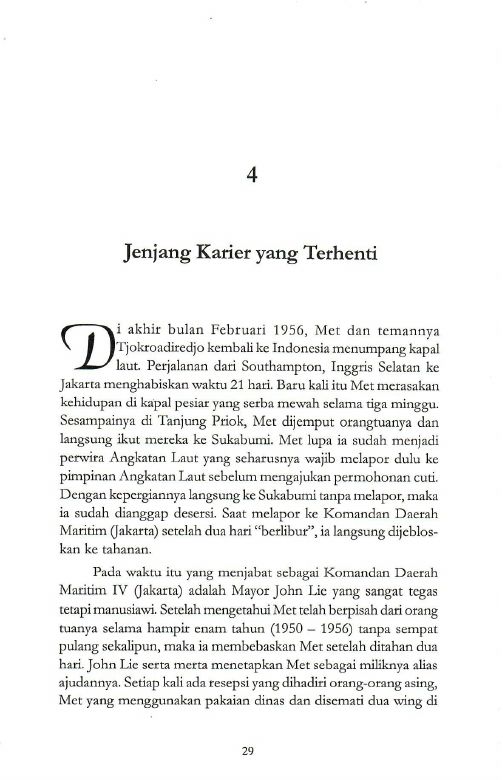 4
Jenjang Karier yang Terhenti
Di akhir bulan Februari 1956, Met dan temannya
Tjokroadiredjo kembali ke Indonesia menumpang kapal
laut. Perjalanan dari Southampton, Inggris Selatan ke
Jakarta menghabiskan waktu 21 hari. Baru kali itu Met merasakan
kehidupan di kapal pesiar yang serba mewah selama tiga minggu.
Sesampainya di Tanjung Priok, Met dijemput orangtuanya dan
langsung ikut mereka ke Sukabumi. Met lupa ia sudah menjadi
perwira Angkatan Laut yang seharusnya wajib melapor dulu ke
pimpinan Angkatan Laut sebelum mengajukan permohonan cuti.
Dengan kepergiannya langsung ke Sukabumi tanpa melapor, maka
ia sudah dianggap desersi. Saat melapor ke Komandan Daerah
Maritim (Jakarta) setelah dua hari “berlibur”, ia langsung dijeblos-
kan ke tahanan.
Pada waktu itu yang menjabat sebagai Komandan Daerah
Maritim IV (Jakarta) adalah Mayor John Lie yang sangat tegas
tetapi manusiawi. Setelah mengetahui Met telah berpisah dari orang
tuanya selama hampir enam tahun (1950 – 1956) tanpa sempat
pulang sekalipun, maka ia membebaskan Met setelah ditahan dua
hari. John Lie serta merta menetapkan Met sebagai miliknya alias
ajudannya. Setiap kali ada resepsi yang dihadiri orang-orang asing,
Met yang menggunakan pakaian dinas dan disemati dua wing di
29